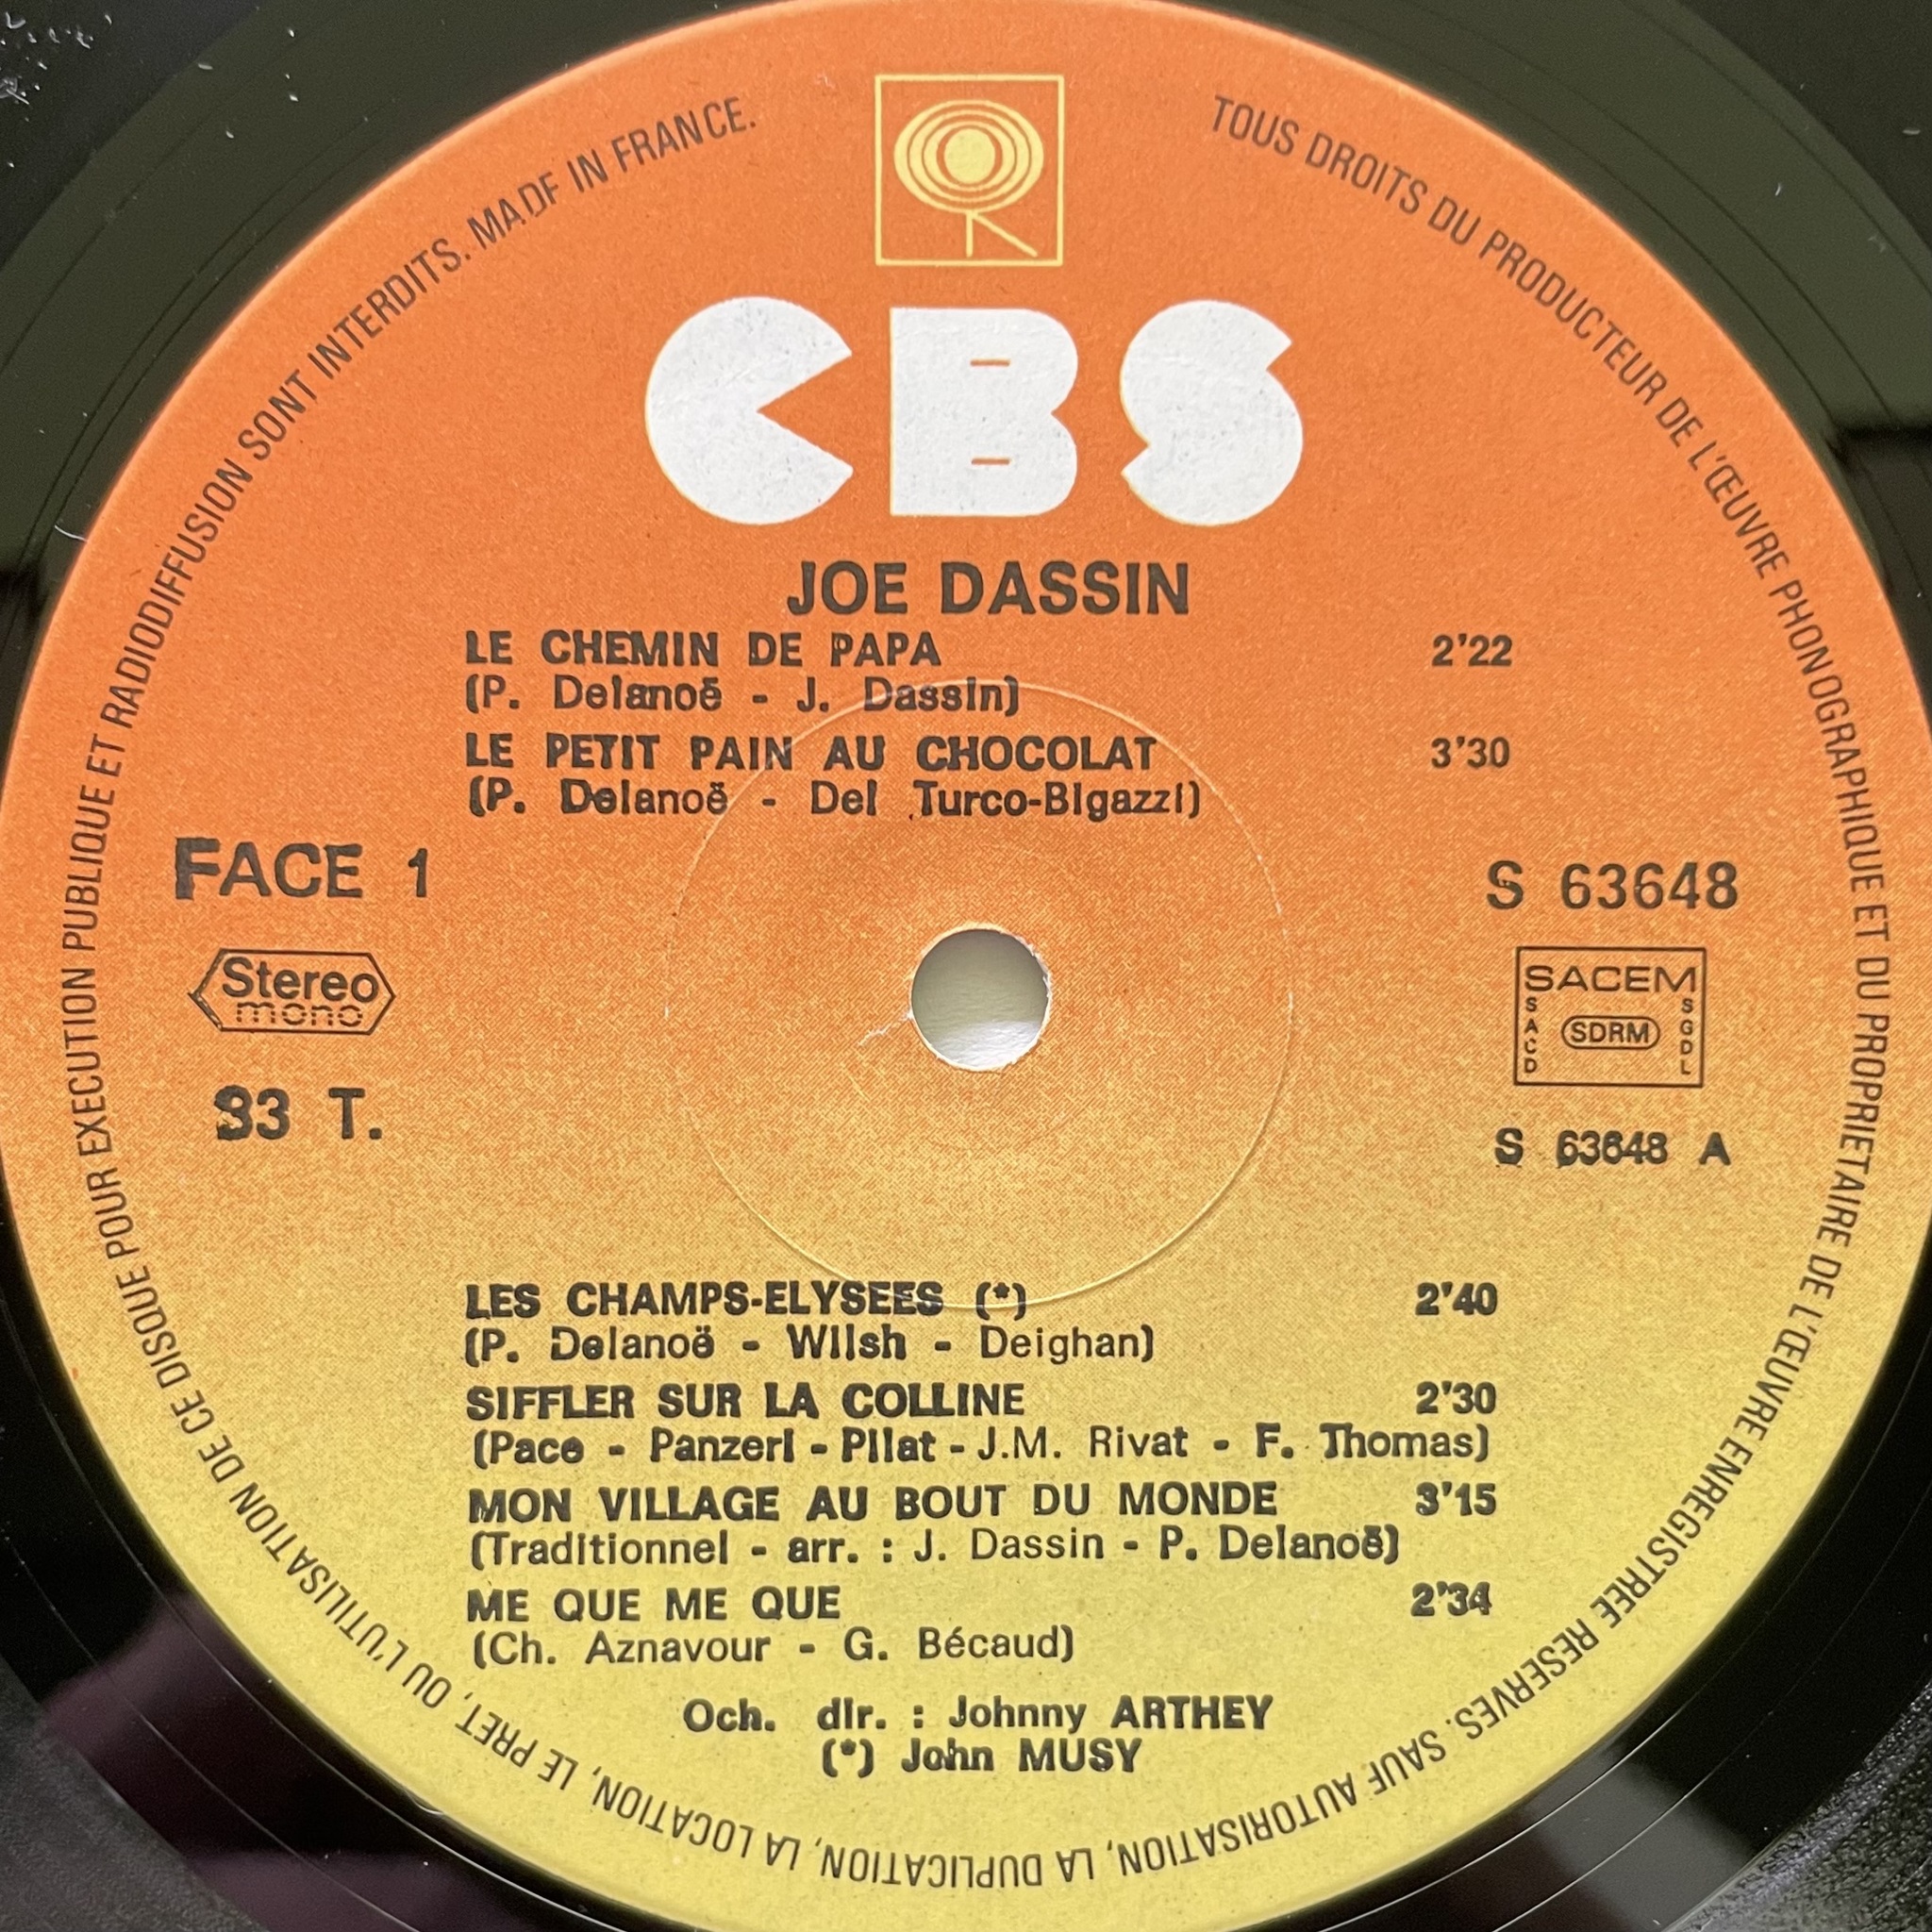 CBS
JOE DASSIN
LE CHEMIN DE PAPA 2'22
(P. Delanoë - J. Dassin)
LE PETIT PAIN AU CHOCOLAT 3'30
(P. Delanoë - Del Turco-Bigazzi)
FACE 1
S 63648
Stereo
mono
SACEM
SACD
SDRM
SGDL
33 T.
S 63648 A
LES CHAMPS-ELYSEES (*) 2'40
(P. Delanoë - Wilsh - Deighan)
SIFFLER SUR LA COLLINE 2'30
(Pace - Panzeri - Pilat - J.M. Rivat - F. Thomas)
MON VILLAGE AU BOUT DU MONDE 3'15
(Traditionnel - arr. : J. Dassin - P. Delanoë)
ME QUE ME QUE 2'34
(Ch. Aznavour - G. Bécaud)
Och. dir. : Johnny ARTHEY
(*) John MUSY
TOUS DROITS DU PRODUCTEUR DE L'ŒUVRE PHONOGRAPHIQUE ET DU PROPRIETAIRE DE L'ŒUVRE ENREGISTREE RESERVES. SAUF AUTORISATION, LA DUPLICATION, LA LOCATION, LE PRET, OU L'UTILISATION DE CE DISQUE POUR EXECUTION PUBLIQUE ET RADIODIFFUSION SONT INTERDITS. MADE IN FRANCE.